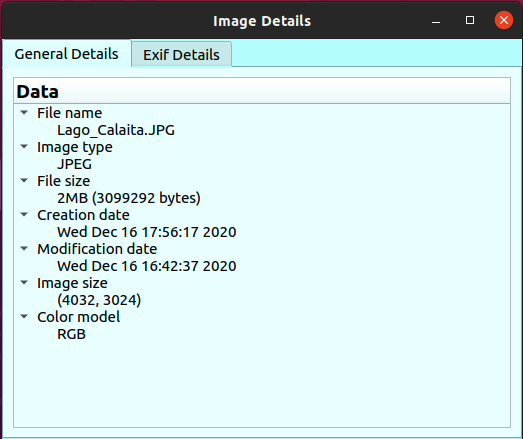 Image Details
General Details Exif Details
Data
File name
Lago_Calaita.JPG
Image type
JPEG
File size
2MB (3099292 bytes)
Creation date
Wed Dec 16 17:56:17 2020
Modification date
Wed Dec 16 16:42:37 2020
Image size
(4032, 3024)
Color model
RGB